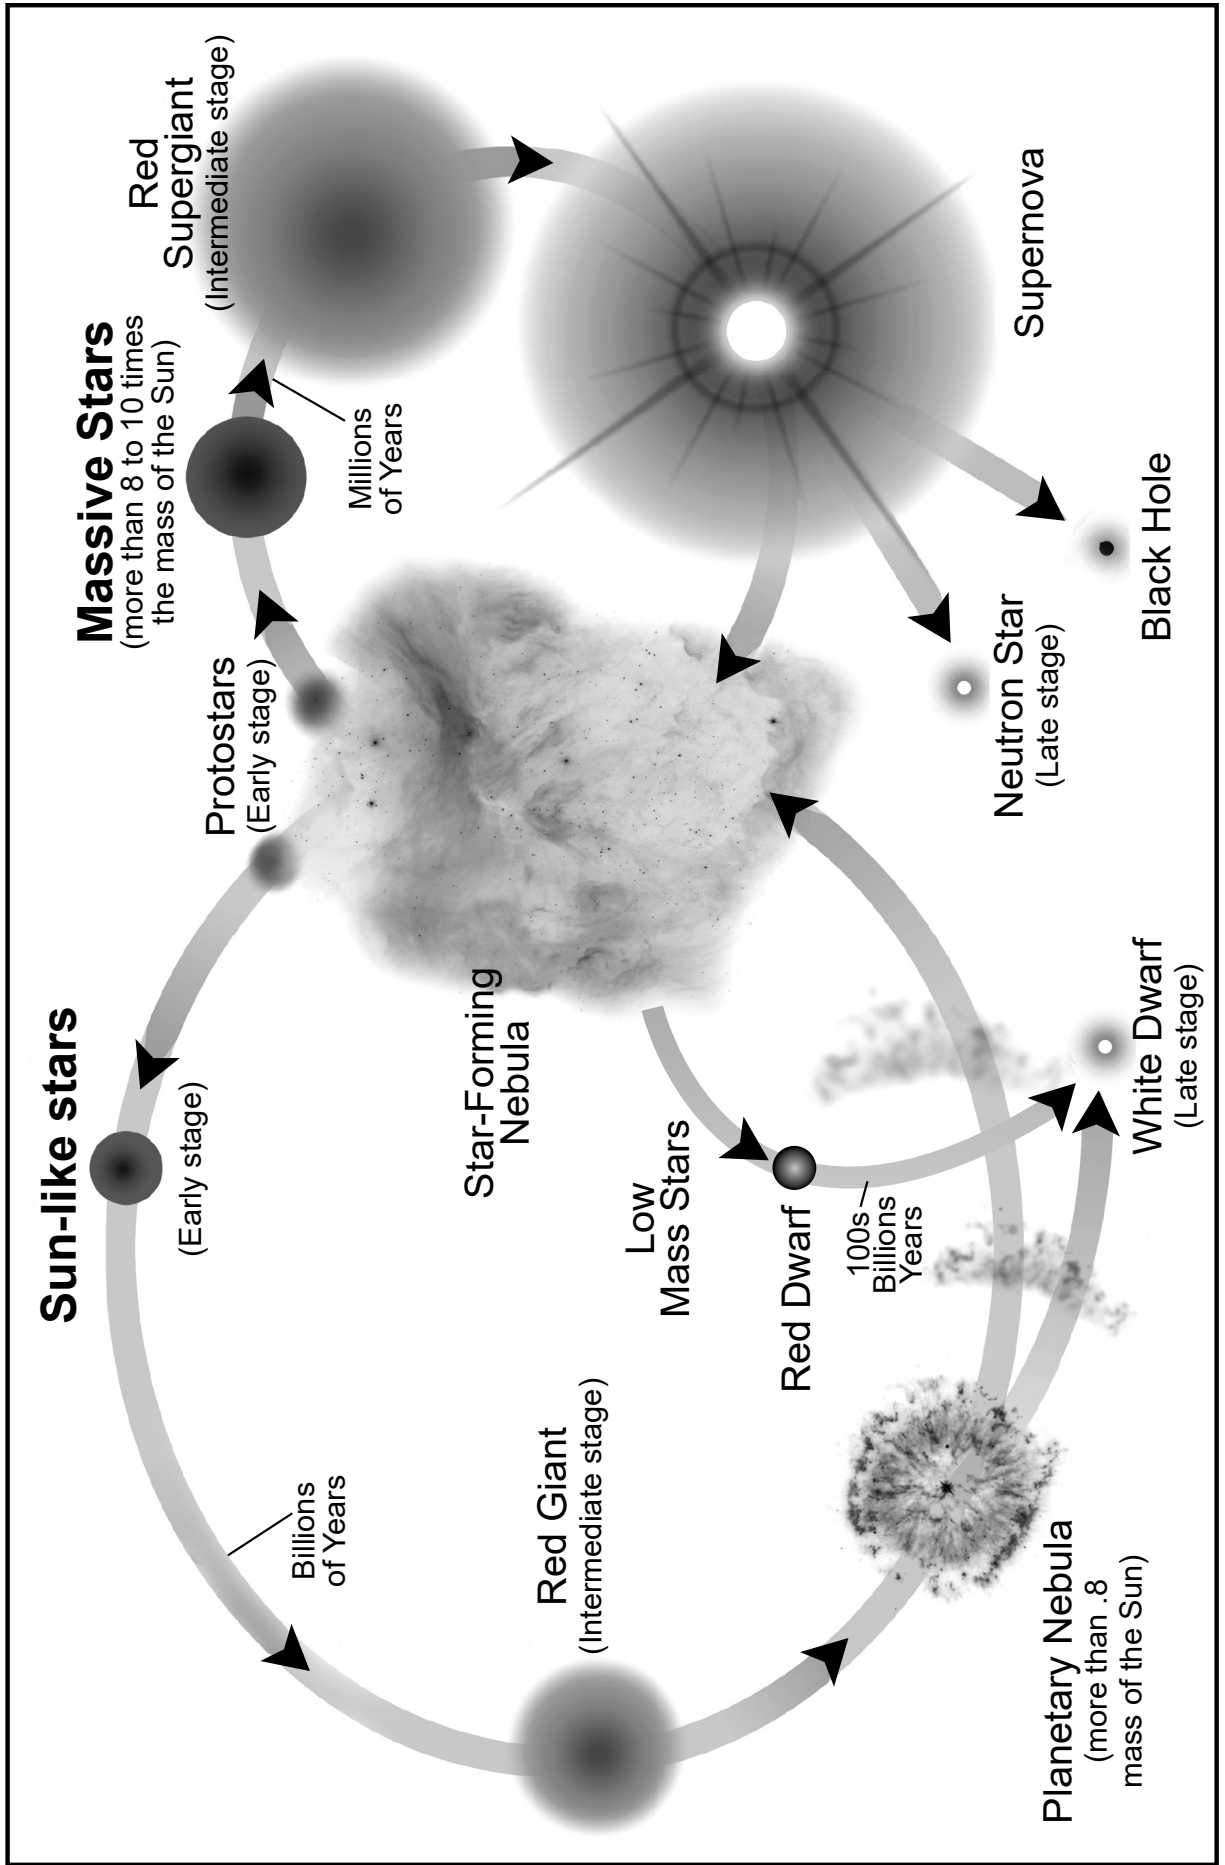 Sun-like stars
(Early stage)
Billions
of Years
Red Giant
(Intermediate stage)
Planetary Nebula
(more than .8
mass of the Sun)
Protostars
(Early stage)
Massive Stars
(more than 8 to 10 times
the mass of the Sun)
Millions
of Years
Red
Supergiant
(Intermediate stage)
Supernova
Black Hole
Neutron Star
(Late stage)
Star-Forming
Nebula
Low
Mass Stars
Red Dwarf
100s
Billions
Years
White Dwarf
(Late stage)